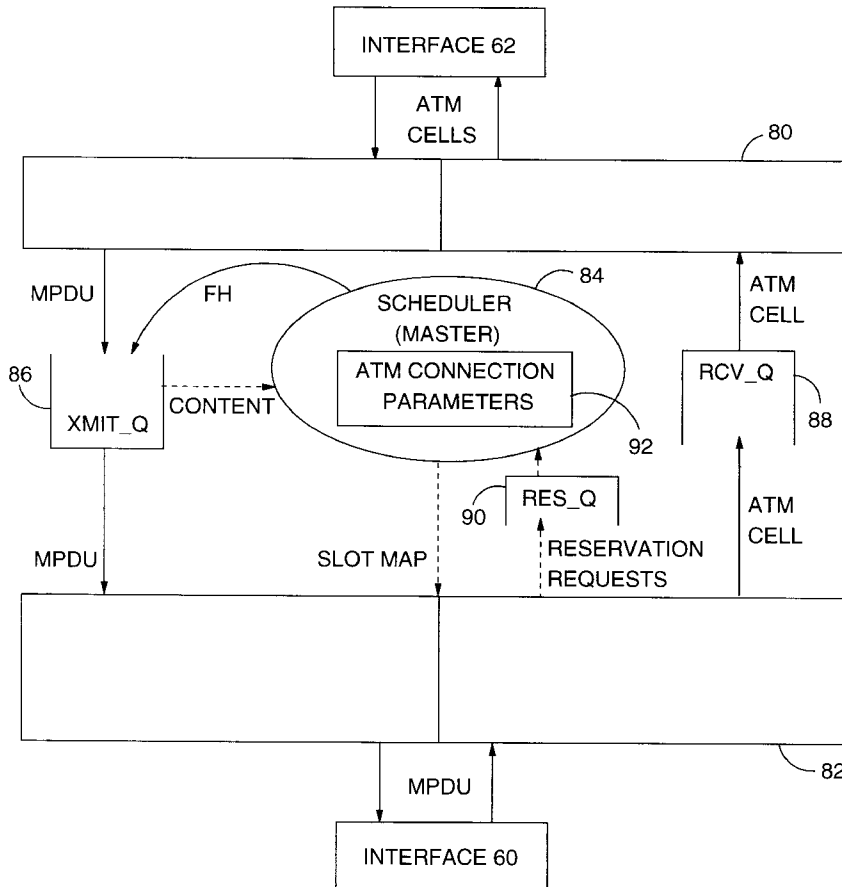 INTERFACE 62
ATM
CELLS
80
MPDU
FH
84
SCHEDULER
(MASTER)
ATM CONNECTION
PARAMETERS
92
ATM
CELL
86
XMIT_Q
CONTENT
RCV_Q
88
90
RES_Q
MPDU
SLOT MAP
RESERVATION
REQUESTS
ATM
CELL
82
MPDU
INTERFACE 60